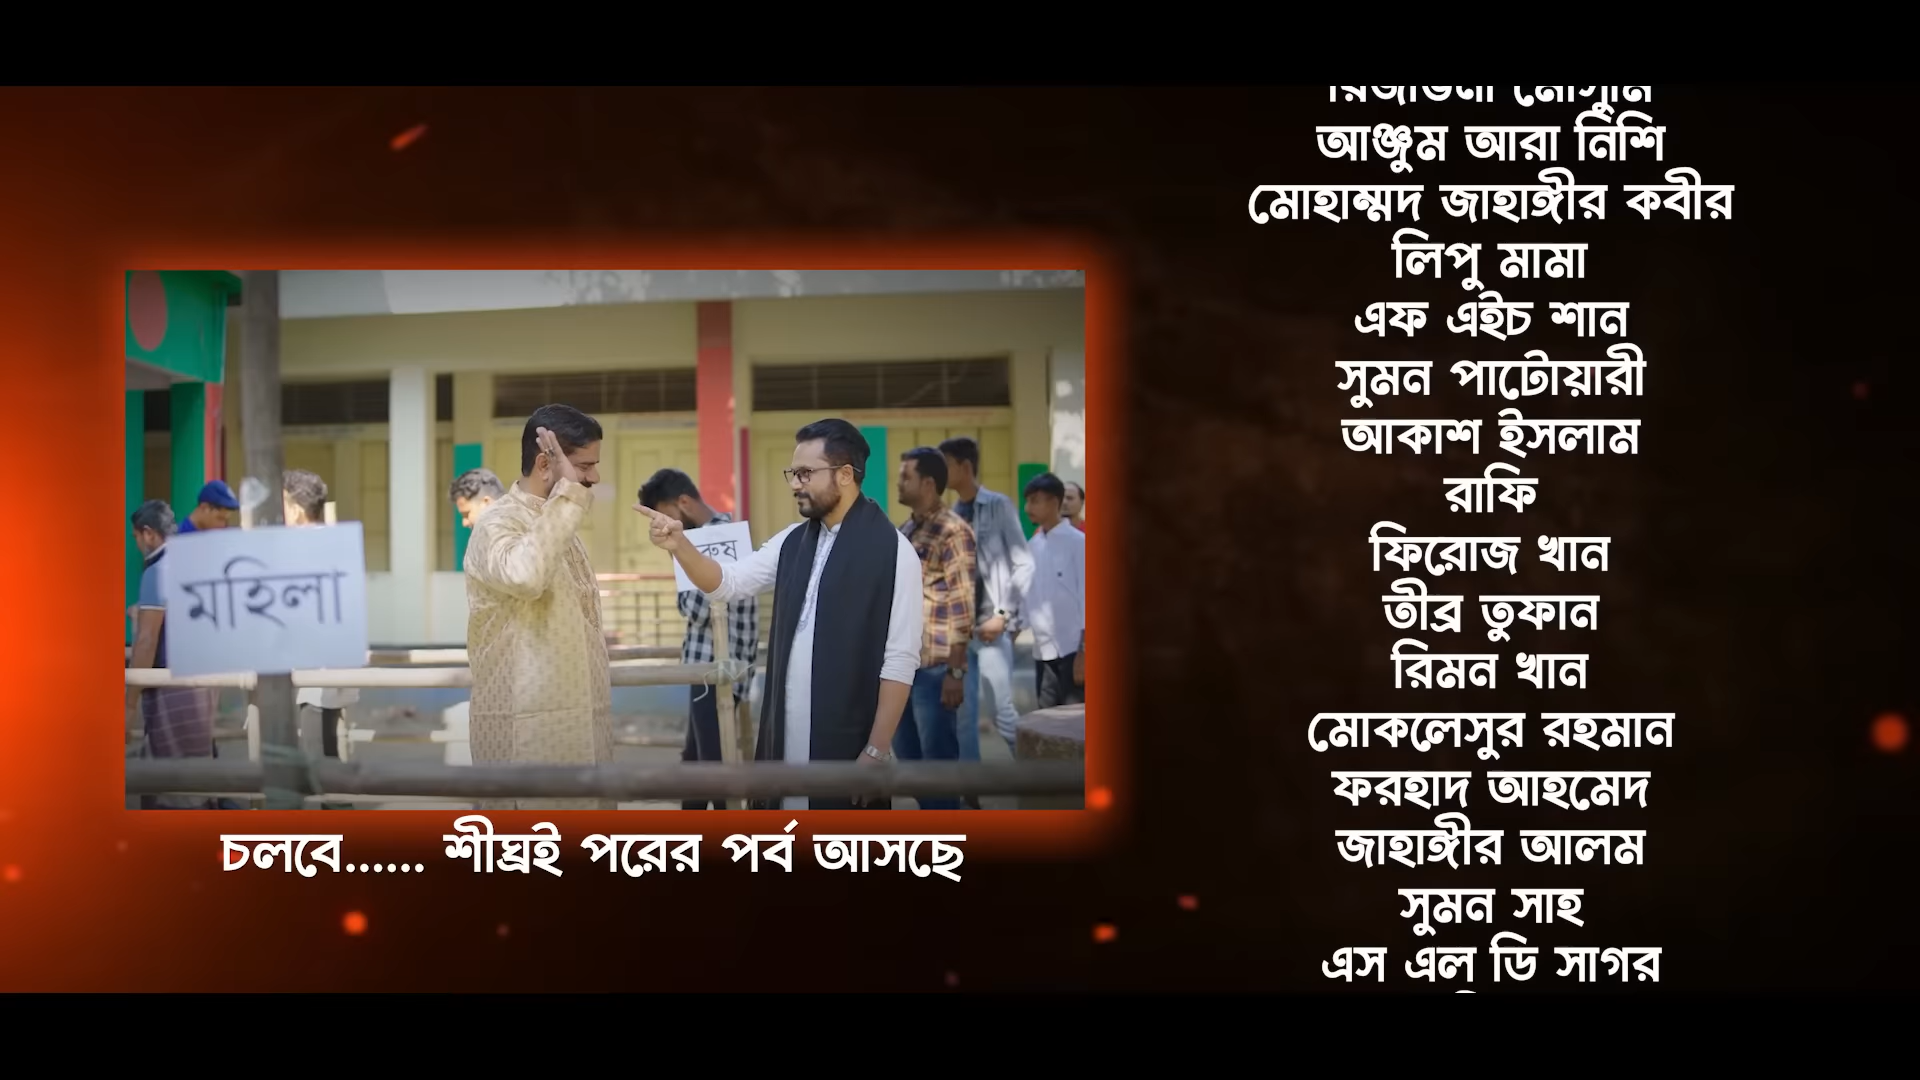 মহিলা
চলবে...... শীঘ্রই পরের পর্ব আসছে
আঞ্জুম আরা নিশি
মোহাম্মদ জাহাঙ্গীর কবীর
লিপু মামা
এফ এইচ শান
সুমন পাটোয়ারী
আকাশ ইসলাম
রাফি
ফিরোজ খান
তীব্র তুফান
রিমন খান
মোকলেসুর রহমান
ফরহাদ আহমেদ
জাহাঙ্গীর আলম
সুমন সাহ
এস এল ডি সাগর